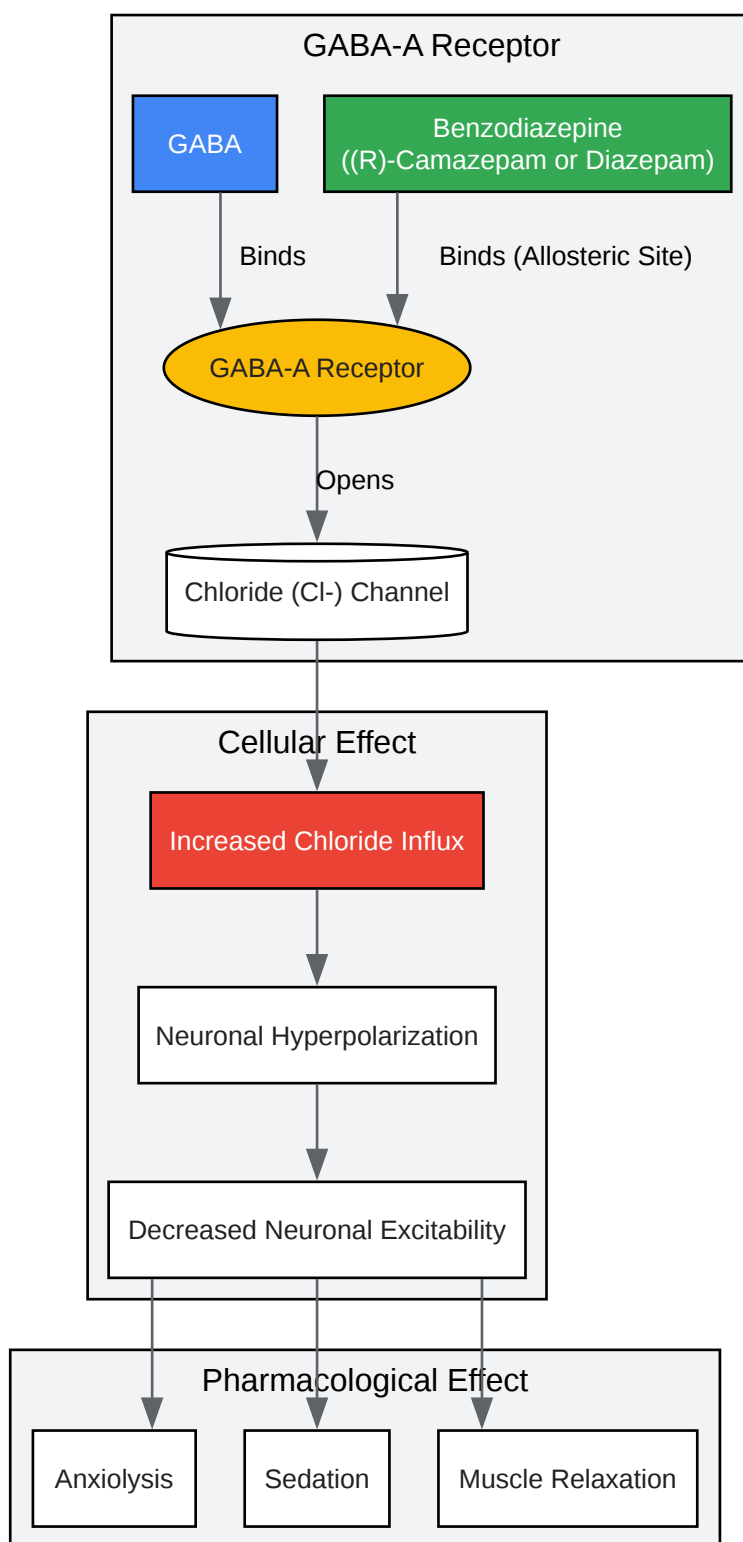 GABA-A Receptor
GABA
Benzodiazepine
((R)-Camazepam or Diazepam)
Binds
Binds (Allosteric Site)
GABA-A Receptor
Opens
Chloride (Cl-) Channel
Cellular Effect
Increased Chloride Influx
Neuronal Hyperpolarization
Decreased Neuronal Excitability
Pharmacological Effect
Anxiolysis
Sedation
Muscle Relaxation